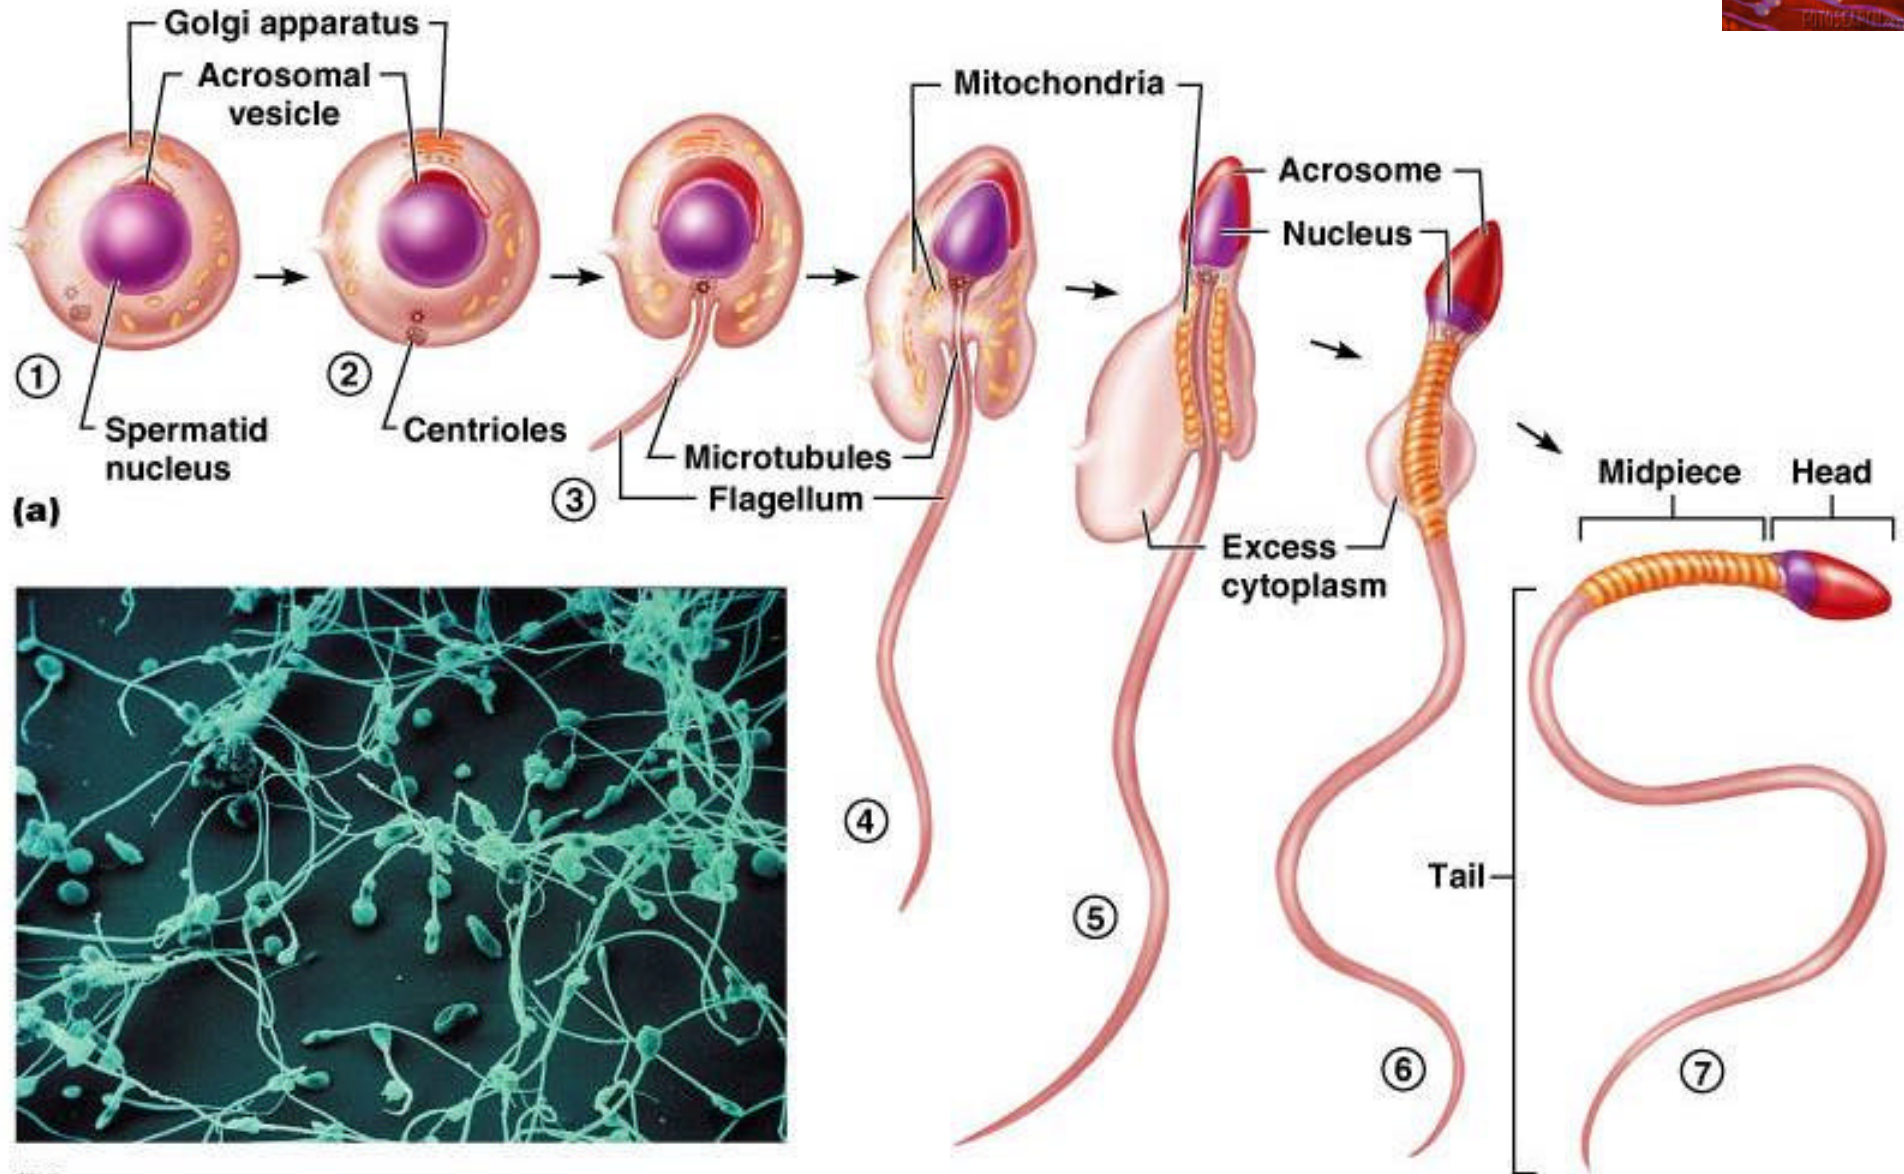 Golgi apparatus
Acrosomal
vesicle
Mitochondria
Acrosome
Nucleus
1
2
Spermatid
nucleus
Centrioles
Microtubules
3
Flagellum
(a)
Midpiece
Head
Excess
cytoplasm
4
Tail
5
6
7